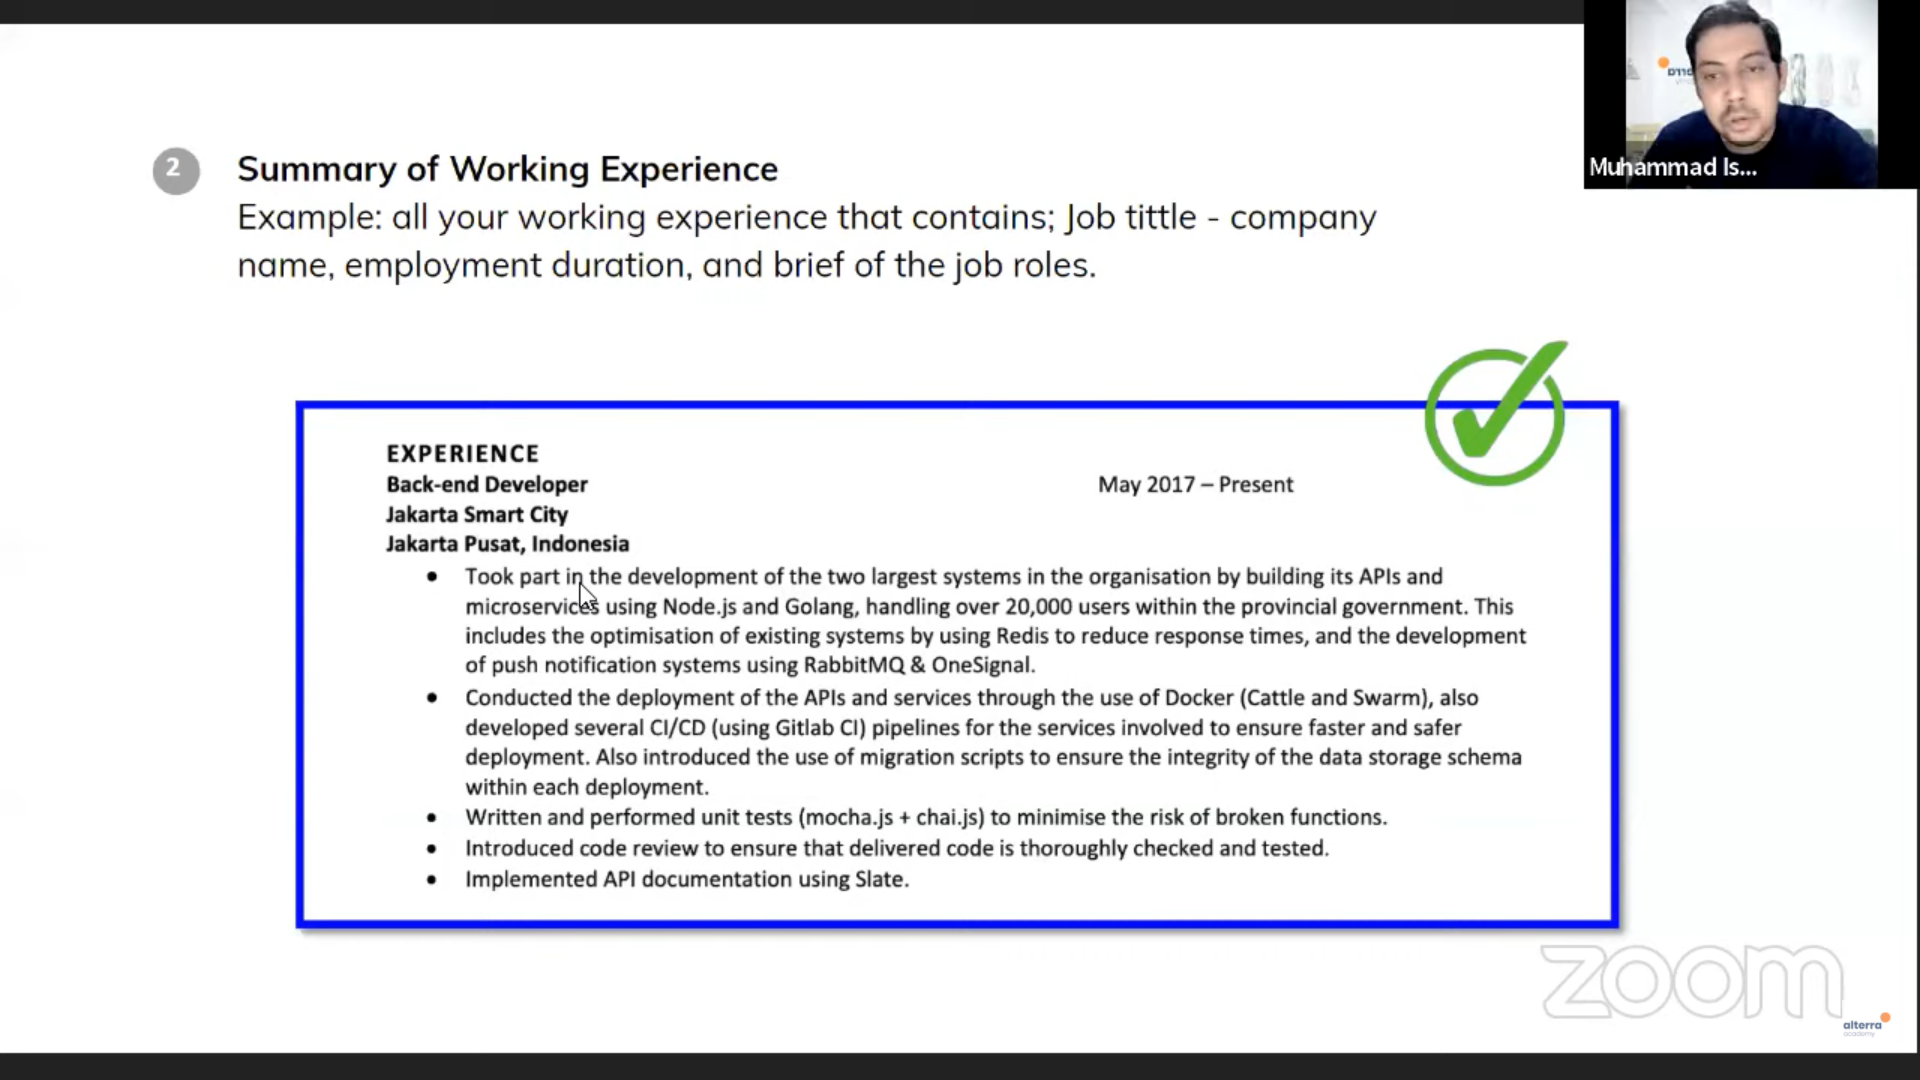 2
Summary of Working Experience
Example: all your working experience that contains; Job tittle - company
name, employment duration, and brief of the job roles.
Muhammad Is...
EXPERIENCE
Back-end Developer May 2017 – Present
Jakarta Smart City
Jakarta Pusat, Indonesia
• Took part in the development of the two largest systems in the organisation by building its APIs and
microservices using Node.js and Golang, handling over 20,000 users within the provincial government. This
includes the optimisation of existing systems by using Redis to reduce response times, and the development
of push notification systems using RabbitMQ & OneSignal.
• Conducted the deployment of the APIs and services through the use of Docker (Cattle and Swarm), also
developed several CI/CD (using Gitlab CI) pipelines for the services involved to ensure faster and safer
deployment. Also introduced the use of migration scripts to ensure the integrity of the data storage schema
within each deployment.
• Written and performed unit tests (mocha.js + chai.js) to minimise the risk of broken functions.
• Introduced code review to ensure that delivered code is thoroughly checked and tested.
• Implemented API documentation using Slate.
zoom
alterra
academy